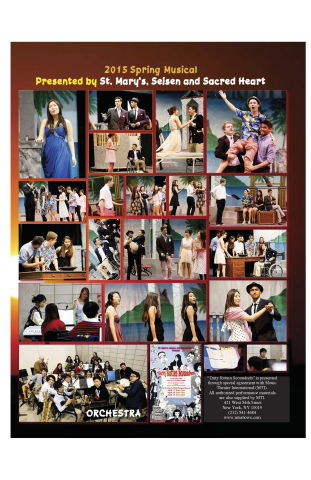 2015 Spring Musical
Presented by St. Mary's, Seisen and Sacred Heart
ORCHESTRA
"Dirty Rotten Scoundrels" is presented
through special agreement with Music
Theatre International (MTI).
All authorized performance materials
are also supplied by MTI.
421 West 54th Street
New York, NY 10019
(212) 541-4684
www.mtishows.com